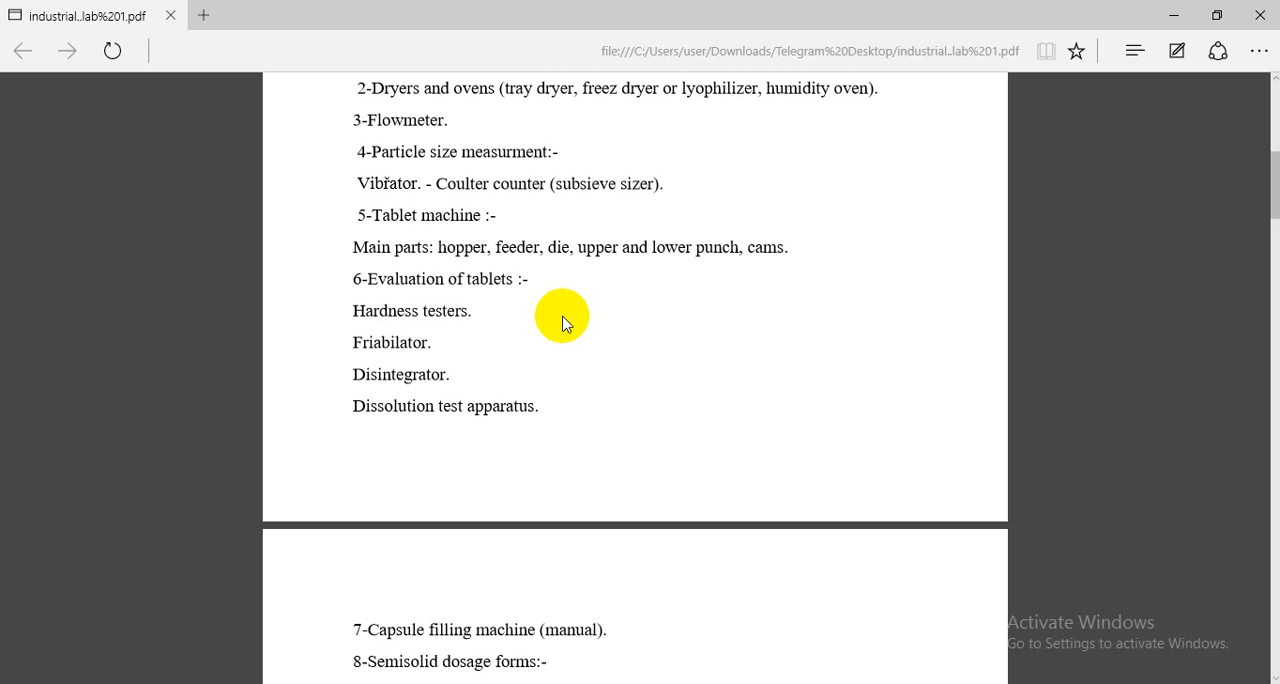 industrial..lab%201.pdf
file:///C:/Users/user/Downloads/Telegram%20Desktop/industrial..lab%201.pdf
2-Dryers and ovens (tray dryer, freez dryer or lyophilizer, humidity oven).
3-Flowmeter.
4-Particle size measurment:-
Vibrator. - Coulter counter (subsieve sizer).
5-Tablet machine :-
Main parts: hopper, feeder, die, upper and lower punch, cams.
6-Evaluation of tablets :-
Hardness testers.
Friabilator.
Disintegrator.
Dissolution test apparatus.
7-Capsule filling machine (manual).
8-Semisolid dosage forms:-
Activate Windows
Go to Settings to activate Windows.